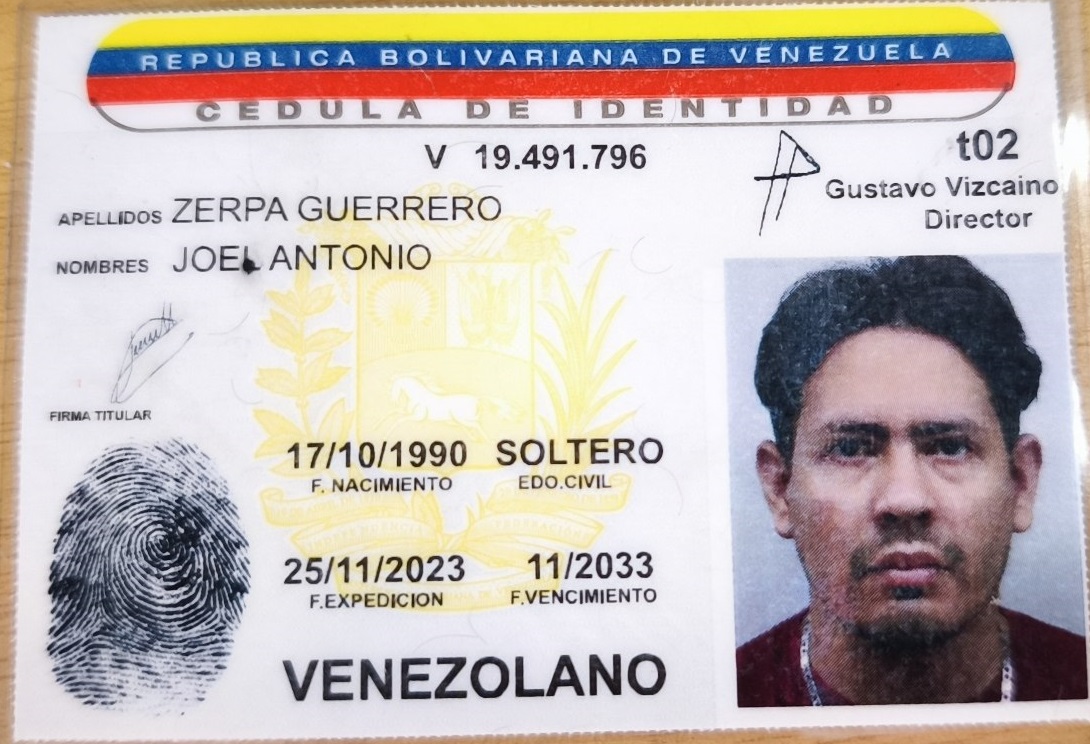 REPUBLICA BOLIVARIANA DE VENEZUELA
CEDULA DE IDENTIDAD
V 19.491.796
t02
Gustavo Vizcaino
Director
APELLIDOS ZERPA GUERRERO
NOMBRES JOEL ANTONIO
FIRMA TITULAR
17/10/1990 SOLTERO
F. NACIMIENTO EDO.CIVIL
25/11/2023 11/2033
F.EXPEDICION F.VENCIMIENTO
VENEZOLANO